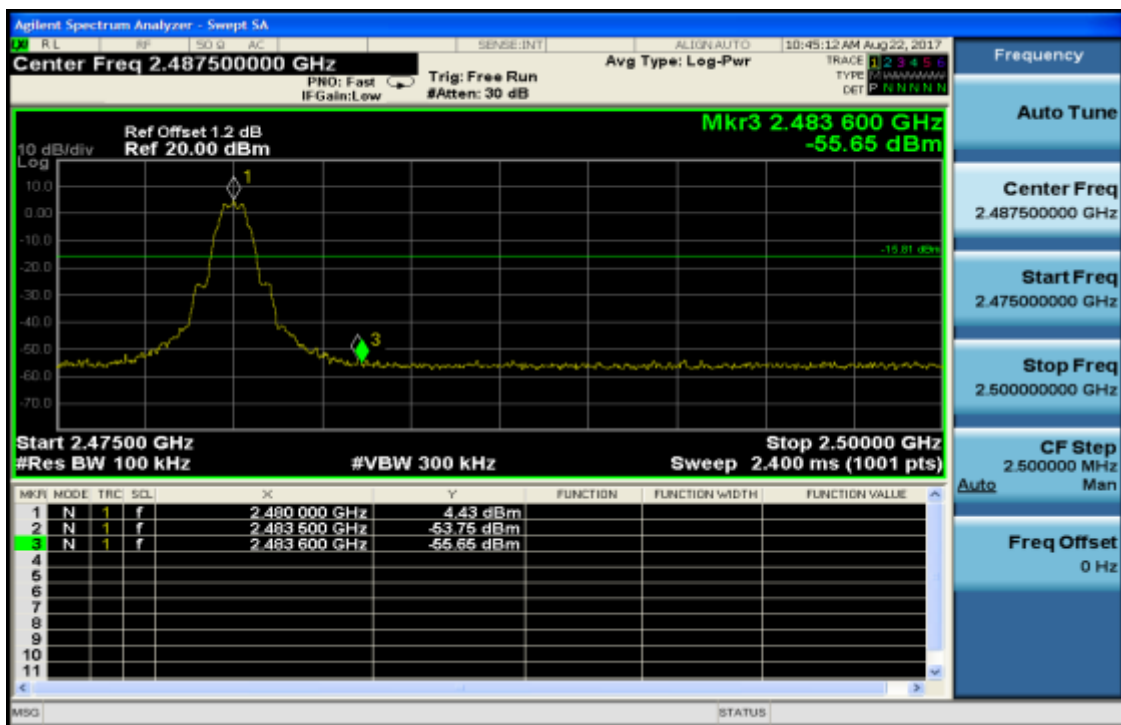 Agilent Spectrum Analyzer - Swept SA
RL RF 50 Ω AC SENSE:INT ALIGN AUTO 10:45:12 AM Aug 22, 2017
Center Freq 2.487500000 GHz
PNO: Fast
IFGain:Low
Trig: Free Run
#Atten: 30 dB
Avg Type: Log-Pwr
TRACE 1 2 3 4 5 6
TYPE
DET P N N N N N
Mkr3 2.483 600 GHz
-55.65 dBm
Ref Offset 1.2 dB
10 dB/div Ref 20.00 dBm
Log
10.0
0.00
-10.0
-20.0
-30.0
-40.0
-50.0
-60.0
-70.0
1
3
-15.81 dBm
Start 2.47500 GHz Stop 2.50000 GHz
#Res BW 100 kHz #VBW 300 kHz Sweep 2.400 ms (1001 pts)
MKR MODE TRC SCL X Y FUNCTION FUNCTION WIDTH FUNCTION VALUE
1 N 1 f 2.480 000 GHz 4.43 dBm
2 N 1 f 2.483 500 GHz -53.75 dBm
3 N 1 f 2.483 600 GHz -55.65 dBm
4
5
6
7
8
9
10
11
MSG STATUS
Frequency
Auto Tune
Center Freq
2.487500000 GHz
Start Freq
2.475000000 GHz
Stop Freq
2.500000000 GHz
CF Step
2.500000 MHz
Auto Man
Freq Offset
0 Hz